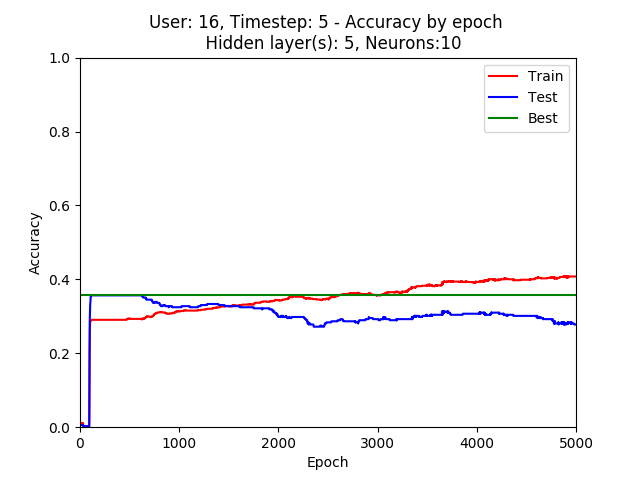 User: 16, Timestep: 5 - Accuracy by epoch
Hidden layer(s): 5, Neurons:10
1.0
0.8
0.6
0.4
0.2
0.0
Accuracy
Train
Test
Best
0
1000
2000
3000
4000
5000
Epoch